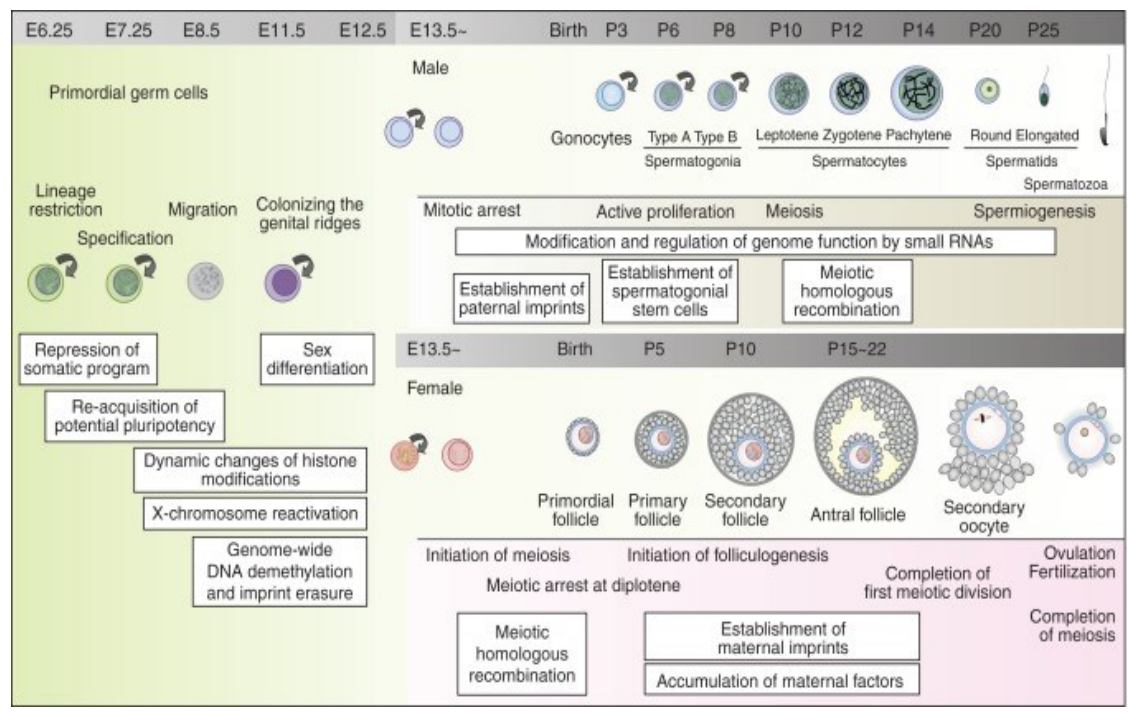 E6.25 E7.25 E8.5 E11.5 E12.5 E13.5~ Birth P3 P6 P8 P10 P12 P14 P20 P25
Primordial germ cells
Lineage
restriction
Specification
Migration
Colonizing the
genital ridges
Repression of
somatic program
Sex
differentiation
Re-acquisition of
potential pluripotency
Dynamic changes of histone
modifications
X-chromosome reactivation
Genome-wide
DNA demethylation
and imprint erasure
Male
Gonocytes
Type A Type B
Spermatogonia
Leptotene Zygotene Pachytene
Spermatocytes
Round Elongated
Spermatids
Spermatozoa
Mitotic arrest Active proliferation Meiosis Spermiogenesis
Modification and regulation of genome function by small RNAs
Establishment of
paternal imprints
Establishment of
spermatogonial
stem cells
Meiotic
homologous
recombination
E13.5~ Birth P5 P10 P15~22
Female
Primordial
follicle
Primary
follicle
Secondary
follicle
Antral follicle
Secondary
oocyte
Initiation of meiosis
Meiotic arrest at diplotene
Initiation of folliculogenesis
Completion of
first meiotic division
Ovulation
Fertilization
Completion
of meiosis
Meiotic
homologous
recombination
Establishment of
maternal imprints
Accumulation of maternal factors